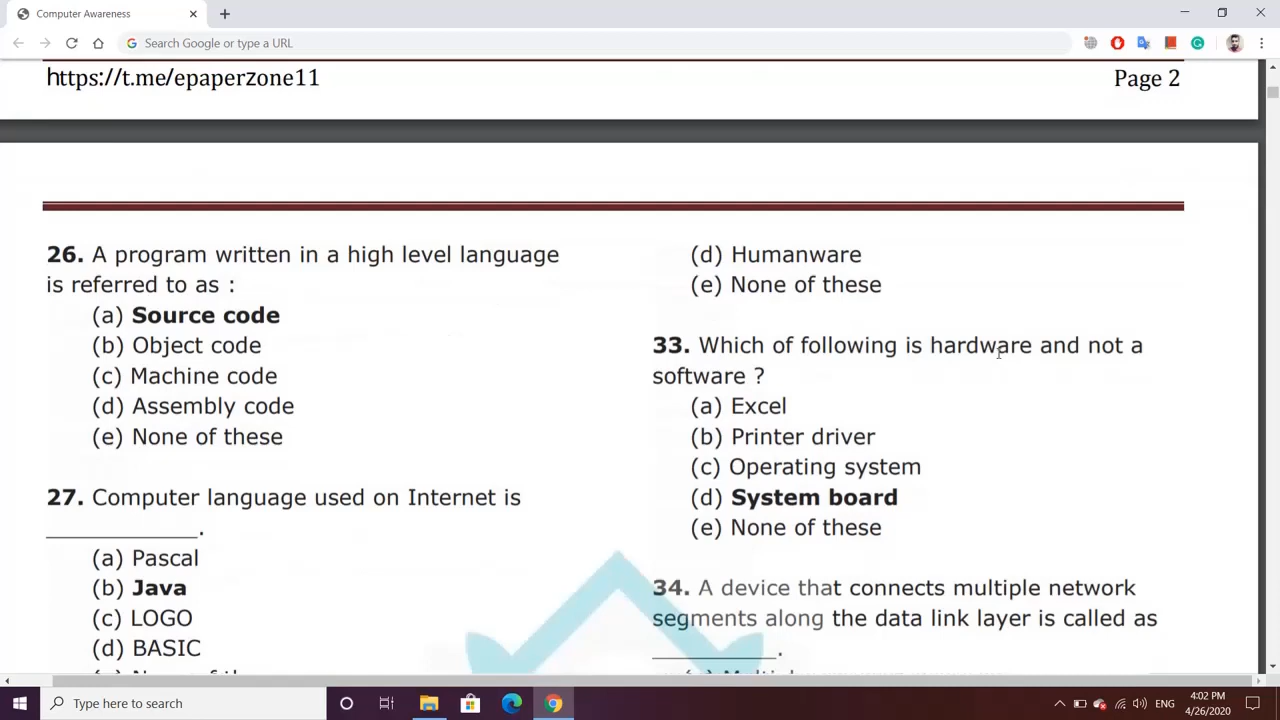 Computer Awareness
Search Google or type a URL
https://t.me/epaperzone11
Page 2
26. A program written in a high level language
is referred to as :
(a) Source code
(b) Object code
(c) Machine code
(d) Assembly code
(e) None of these
27. Computer language used on Internet is
____________.
(a) Pascal
(b) Java
(c) LOGO
(d) BASIC
(d) Humanware
(e) None of these
33. Which of following is hardware and not a
software ?
(a) Excel
(b) Printer driver
(c) Operating system
(d) System board
(e) None of these
34. A device that connects multiple network
segments along the data link layer is called as
__________.
Type here to search
ENG
4:02 PM
4/26/2020